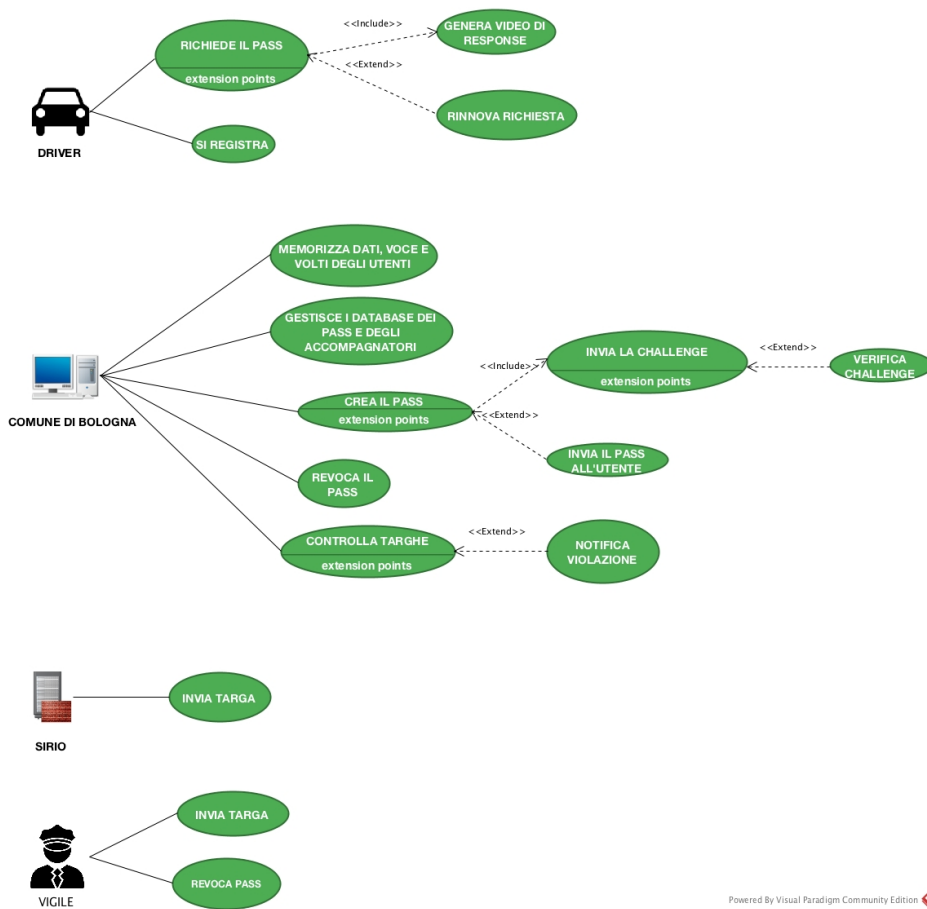 RICHIEDE IL PASS
extension points
<<Include>>
GENERA VIDEO DI
RESPONSE
<<Extend>>
RINNOVA RICHIESTA
DRIVER
SI REGISTRA
MEMORIZZA DATI, VOCE E
VOLTI DEGLI UTENTI
GESTISCE I DATABASE DEI
PASS E DEGLI
ACCOMPAGNATORI
COMUNE DI BOLOGNA
CREA IL PASS
extension points
<<Include>>
INVIA LA CHALLENGE
extension points
<<Extend>>
VERIFICA
CHALLENGE
<<Extend>>
INVIA IL PASS
ALL'UTENTE
REVOCA IL
PASS
CONTROLLA TARGHE
extension points
<<Extend>>
NOTIFICA
VIOLAZIONE
INVIA TARGA
SIRIO
INVIA TARGA
REVOCA PASS
VIGILE
Powered By Visual Paradigm Community Edition